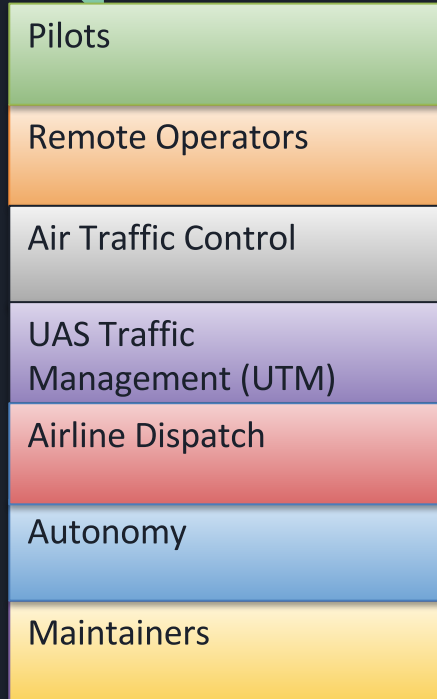 Pilots
Remote Operators
Air Traffic Control
UAS Traffic
Management (UTM)
Airline Dispatch
Autonomy
Maintainers